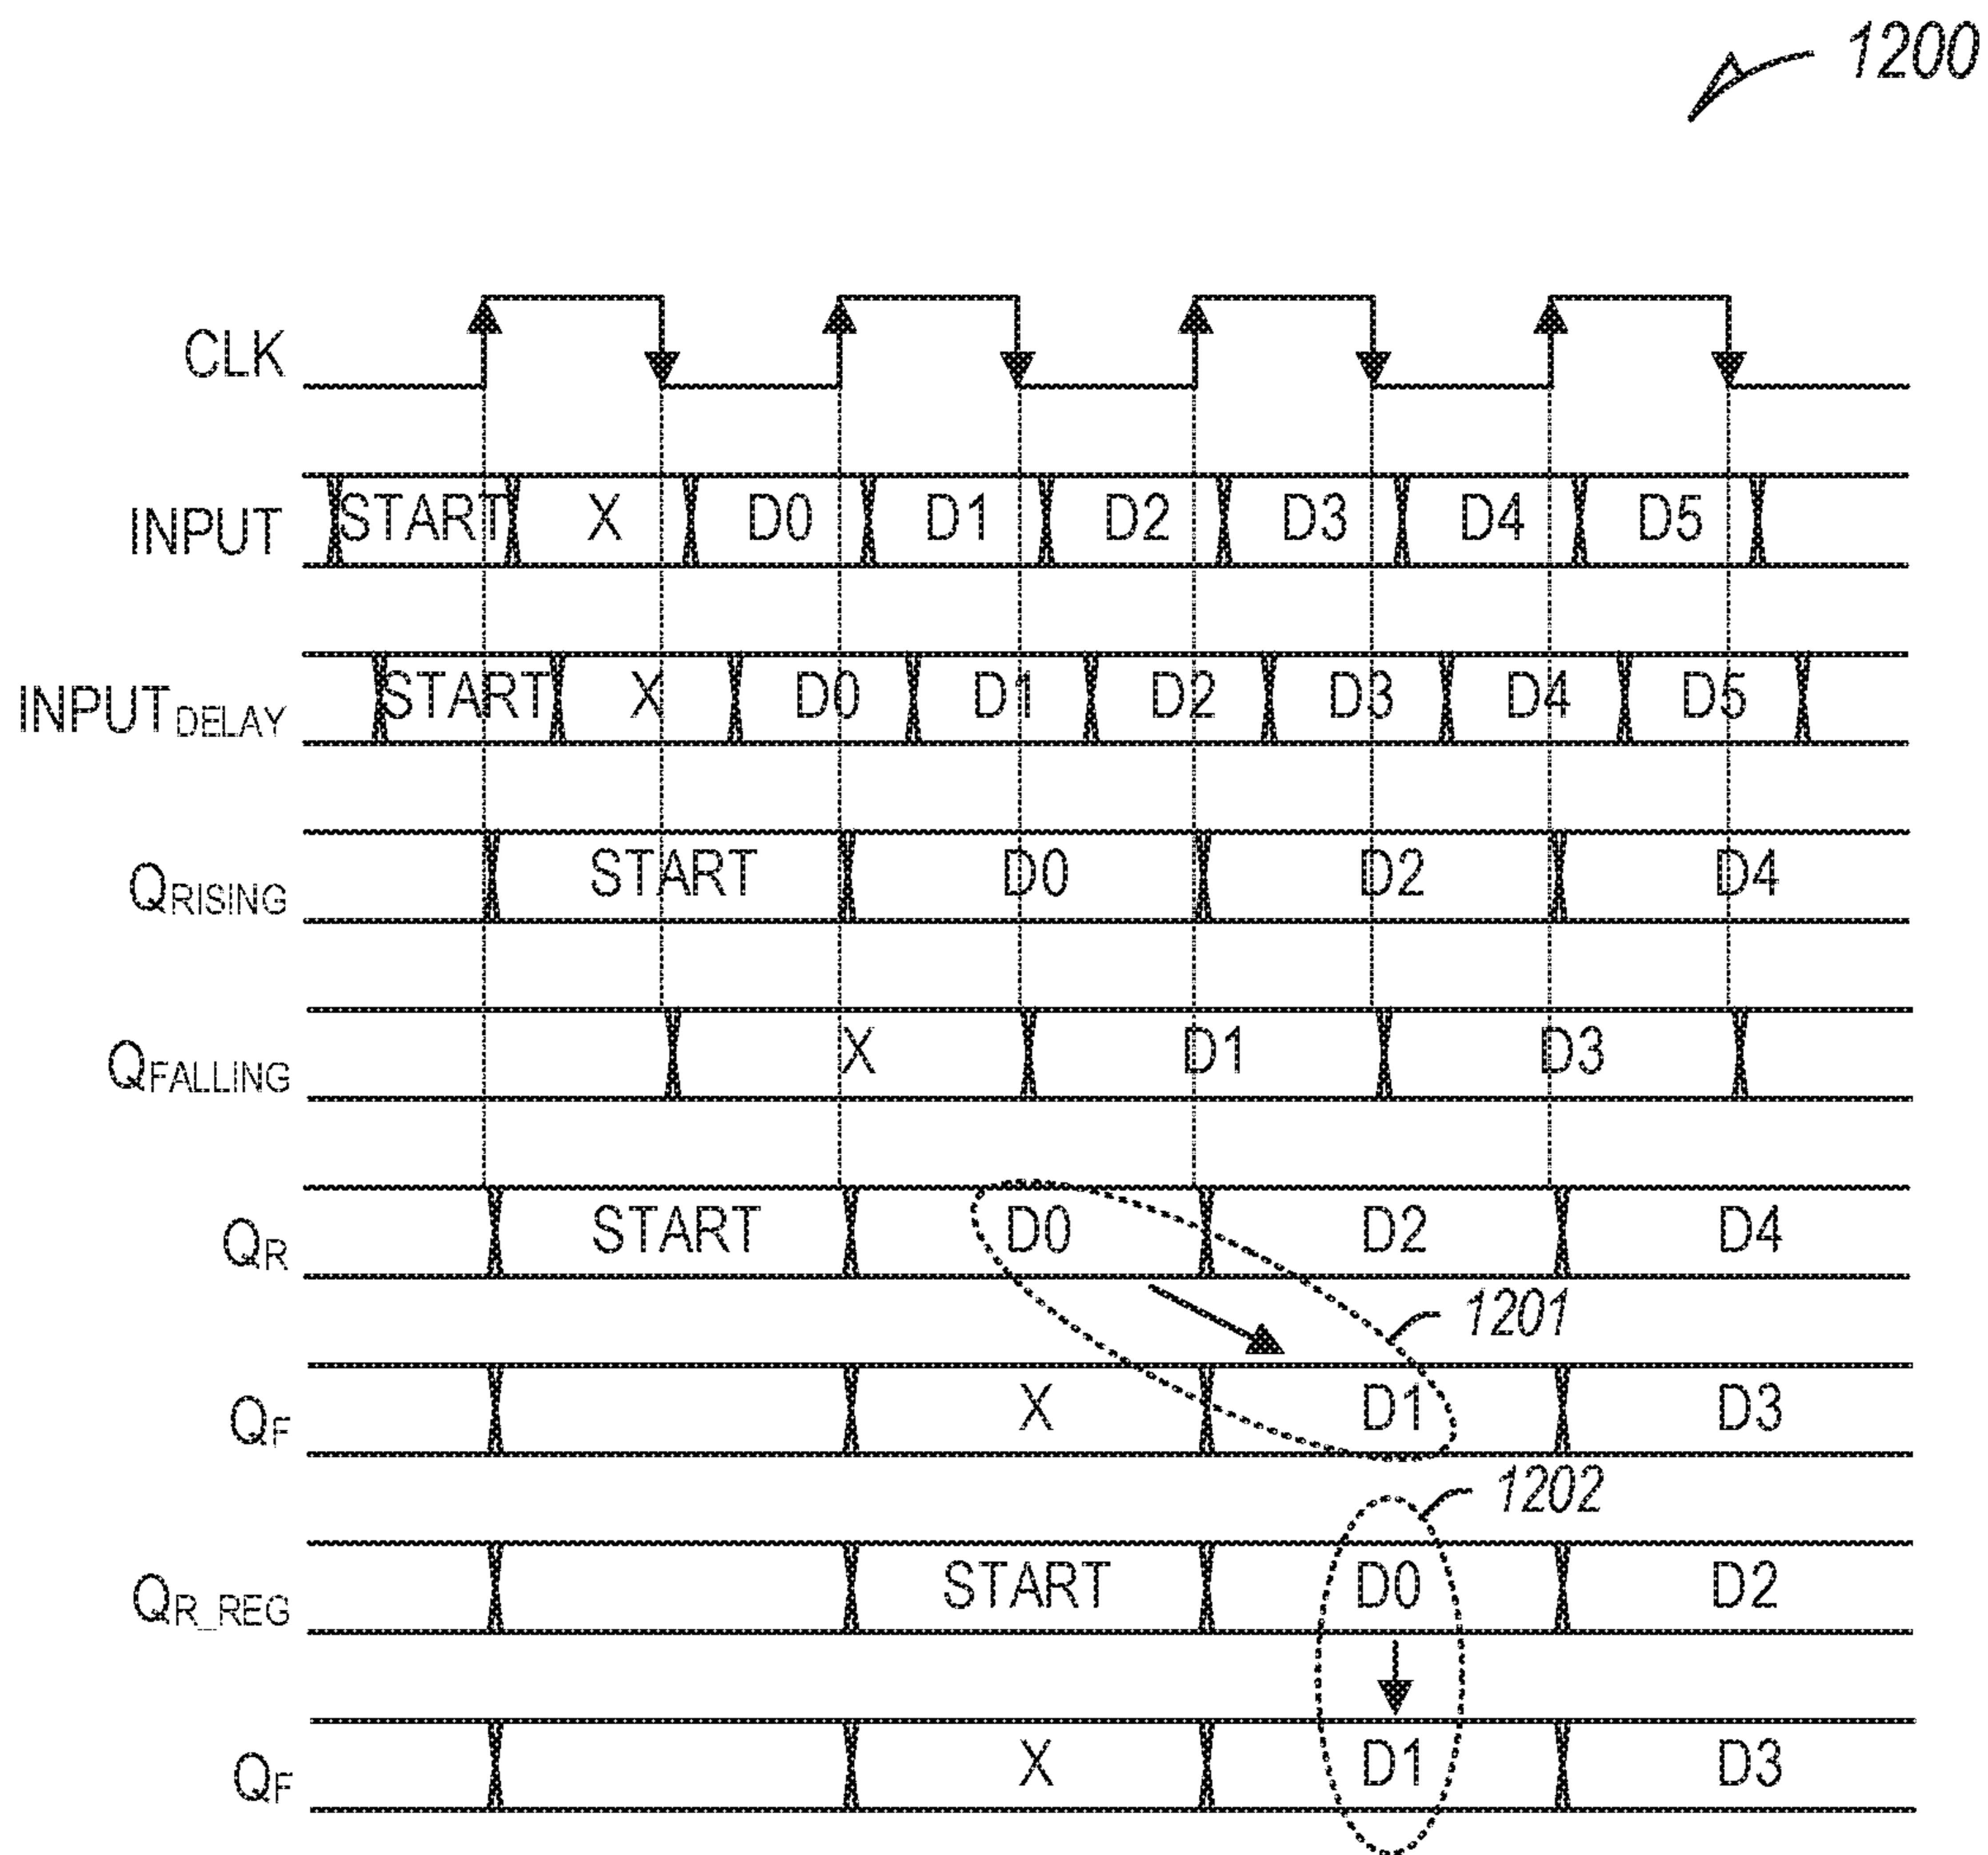 1200
CLK
INPUT START X D0 D1 D2 D3 D4 D5
INPUT DELAY START X D0 D1 D2 D3 D4 D5
QRISING START D0 D2 D4
QFALLING X D1 D3
QR START D0 D2 D4
1201
QF X D1 D3
1202
QR_REG START D0 D2
QF X D1 D3